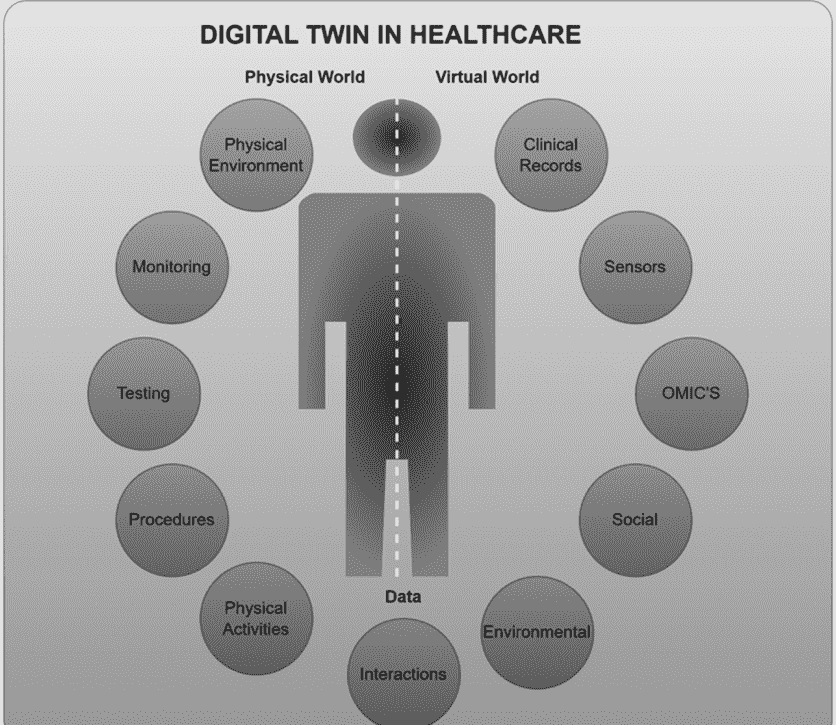 DIGITAL TWIN IN HEALTHCARE
Physical World
Virtual World
Physical
Environment
Clinical
Records
Monitoring
Sensors
Testing
OMIC'S
Procedures
Social
Physical
Activities
Data
Environmental
Interactions